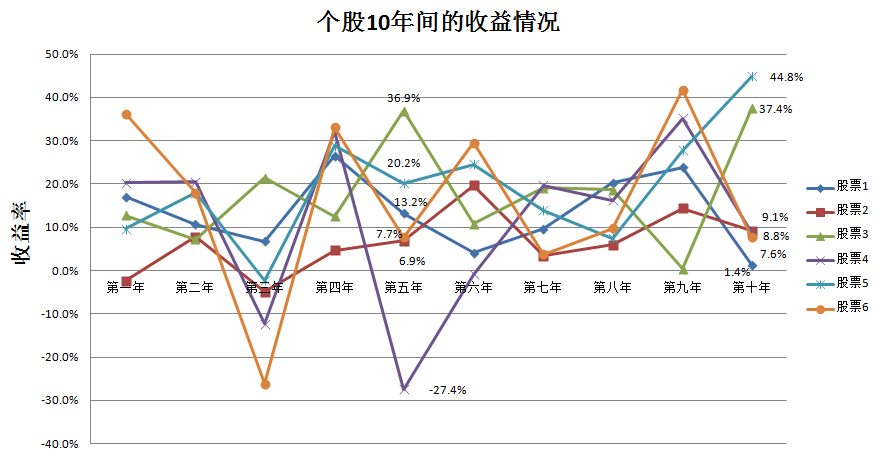 个股10年间的收益情况
50.0%
40.0%
30.0%
20.0%
10.0%
0.0%
-10.0%
-20.0%
-30.0%
-40.0%
收益率
44.8%
36.9%
37.4%
20.2%
13.2%
7.7%
6.9%
9.1%
8.8%
7.6%
1.4%
-27.4%
第一年 第二年 第三年 第四年 第五年 第六年 第七年 第八年 第九年 第十年
股票1
股票2
股票3
股票4
股票5
股票6